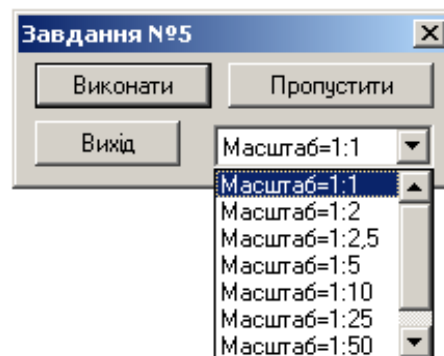 Завдання №5
Виконати Пропустити
Вихід Масштаб=1:1
Масштаб=1:1
Масштаб=1:2
Масштаб=1:2,5
Масштаб=1:5
Масштаб=1:10
Масштаб=1:25
Масштаб=1:50